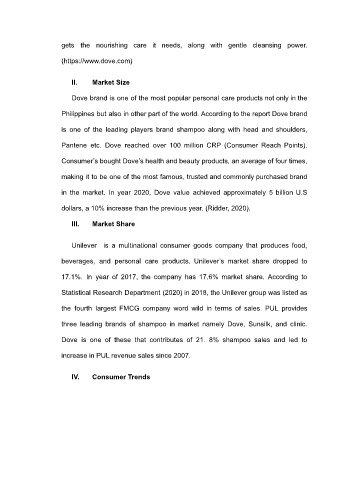 gets the nourishing care it needs, along with gentle cleansing power.
(https://www.dove.com)
II. Market Size
Dove brand is one of the most popular personal care products not only in the
Philippines but also in other part of the world. According to the report Dove brand
is one of the leading players brand shampoo along with head and shoulders,
Pantene etc. Dove reached over 100 million CRP (Consumer Reach Points).
Consumer's bought Dove's health and beauty products, an average of four times,
making it to be one of the most famous, trusted and commonly purchased brand
in the market. In year 2020, Dove value achieved approximately 5 billion U.S
dollars, a 10% increase than the previous year. (Ridder, 2020).
III. Market Share
Unilever is a multinational consumer goods company that produces food,
beverages, and personal care products. Unilever's market share dropped to
17.1%. In year of 2017, the company has 17.6% market share. According to
Statistical Research Department (2020) in 2018, the Unilever group was listed as
the fourth largest FMCG company word wild in terms of sales. PUL provides
three leading brands of shampoo in market namely Dove, Sunsilk, and clinic.
Dove is one of these that contributes of 21. 8% shampoo sales and led to
increase in PUL revenue sales since 2007.
IV. Consumer Trends